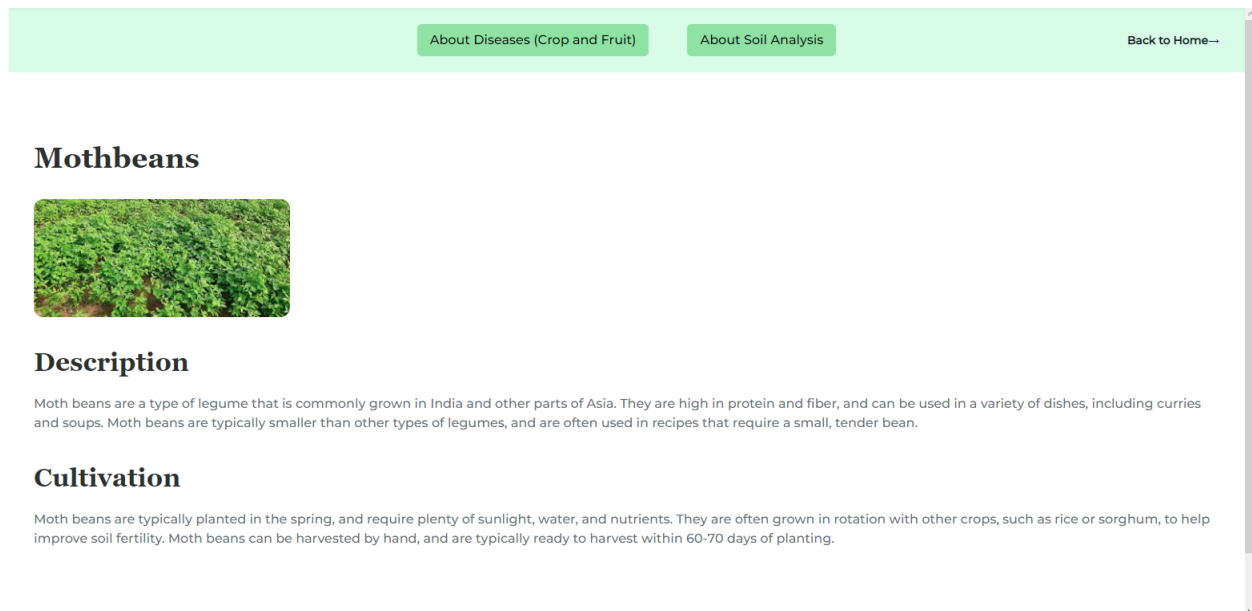 About Diseases (Crop and Fruit)
About Soil Analysis
Back to Home→
Mothbeans
Description
Moth beans are a type of legume that is commonly grown in India and other parts of Asia. They are high in protein and fiber, and can be used in a variety of dishes, including curries
and soups. Moth beans are typically smaller than other types of legumes, and are often used in recipes that require a small, tender bean.
Cultivation
Moth beans are typically planted in the spring, and require plenty of sunlight, water, and nutrients. They are often grown in rotation with other crops, such as rice or sorghum, to help
improve soil fertility. Moth beans can be harvested by hand, and are typically ready to harvest within 60-70 days of planting.